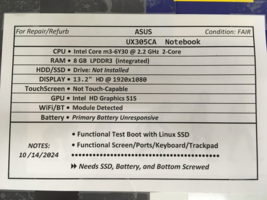 For Repair/Refurb ASUS Condition: FAIR
UX305CA Notebook
CPU • Intel Core m3-6Y30 @ 2.2 GHz 2-Core
RAM • 8 GB LPDDR3 (integrated)
HDD/SSD • Drive: Not Installed
DISPLAY • 13.2" HD @ 1920x1080
TouchScreen • Not Touch-Capable
GPU • Intel HD Graphics 515
WiFi/BT • Module Detected
Battery • Primary Battery Unresponsive
• Functional Test Boot with Linux SSD
NOTES: • Functional Screen/Ports/Keyboard/Trackpad
10/14/2024
Needs SSD, Battery, and Bottom Screwed